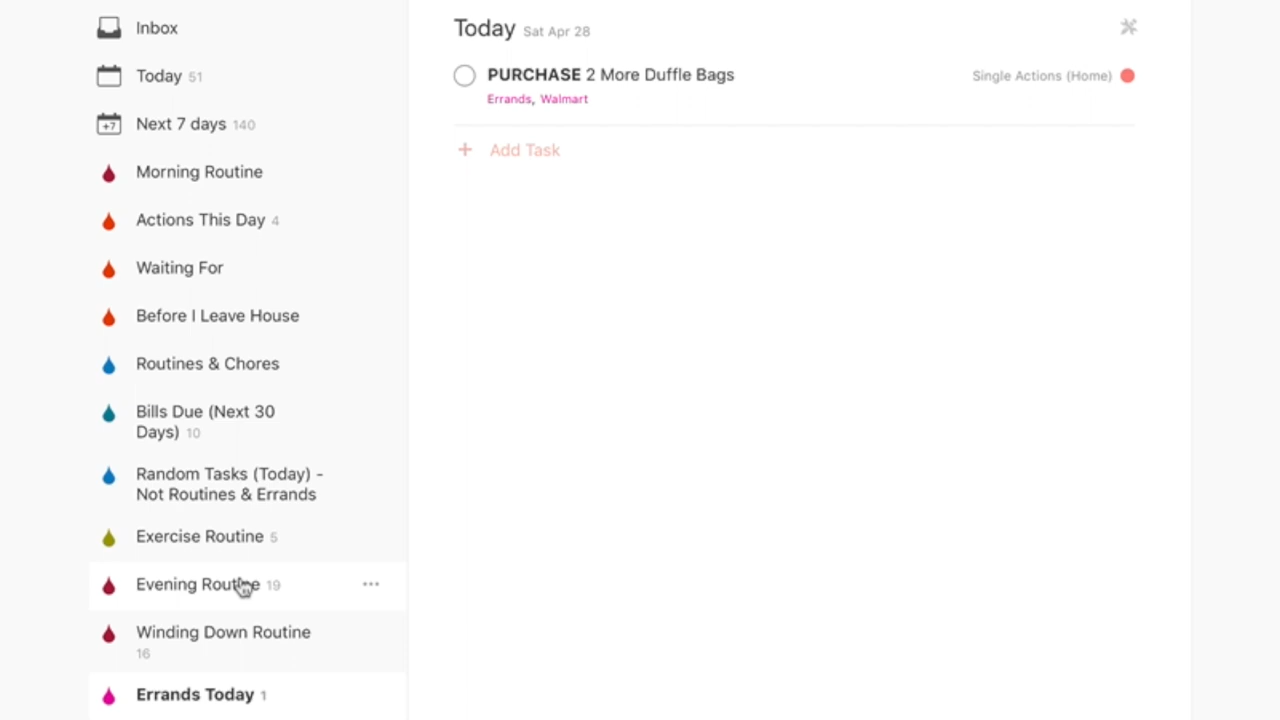 Inbox
Today 51
+7 Next 7 days 140
Morning Routine
Actions This Day 4
Waiting For
Before I Leave House
Routines & Chores
Bills Due (Next 30
Days) 10
Random Tasks (Today) -
Not Routines & Errands
Exercise Routine 5
Evening Routine 19
Winding Down Routine
16
Errands Today 1
Today Sat Apr 28
PURCHASE 2 More Duffle Bags Single Actions (Home)
Errands, Walmart
+ Add Task